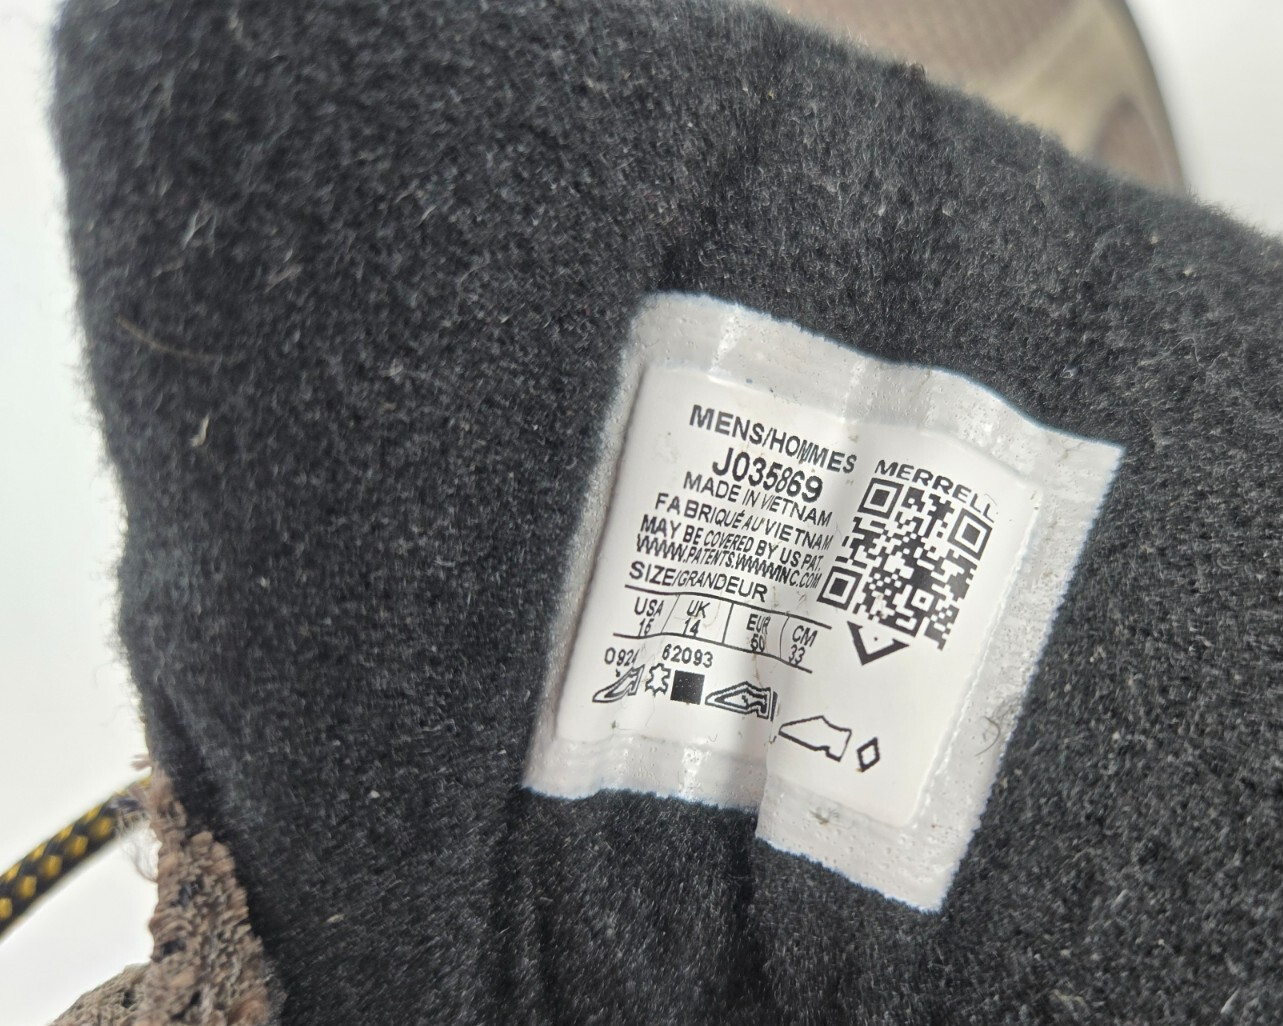 MENS/HOMMES
J035869
MADE IN VIETNAM
FABRIQUÉ AU VIETNAM
MAY BE COVERED BY US PAT.
WWW.PATENTS.WWWINC.COM
SIZE/GRANDEUR
USA UK EUR CM
15 14 50 33
62093
MERRELL